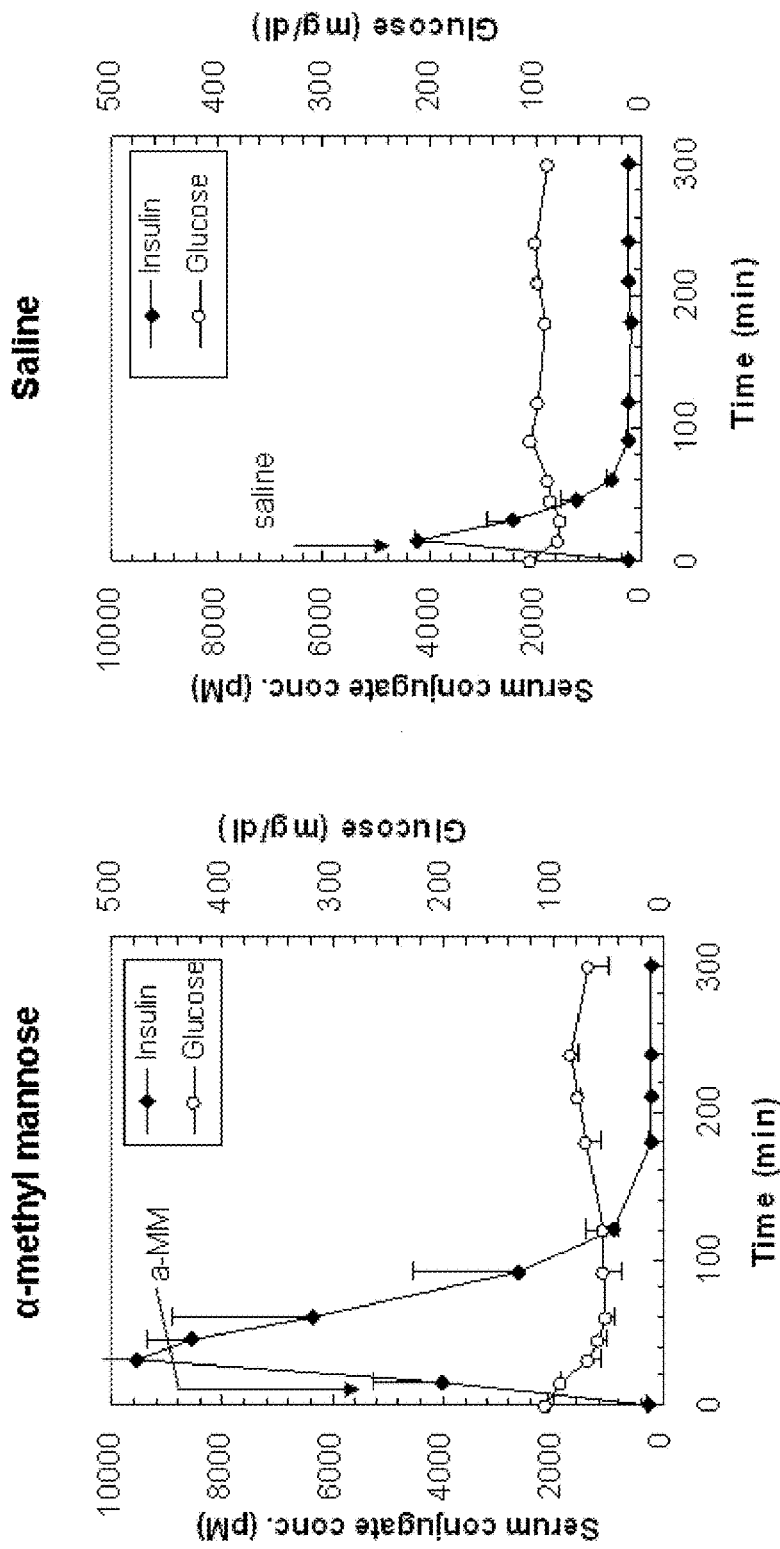 α-methyl mannose
10000
8000
6000
4000
2000
0
Serum conjugate conc. (pM)
500
400
300
200
100
0
Glucose (mg/dl)
a-MM
Insulin
Glucose
0
100
200
300
Time (min)
Saline
10000
8000
6000
4000
2000
0
Serum conjugate conc. (pM)
500
400
300
200
100
0
Glucose (mg/dl)
saline
Insulin
Glucose
0
100
200
300
Time (min)